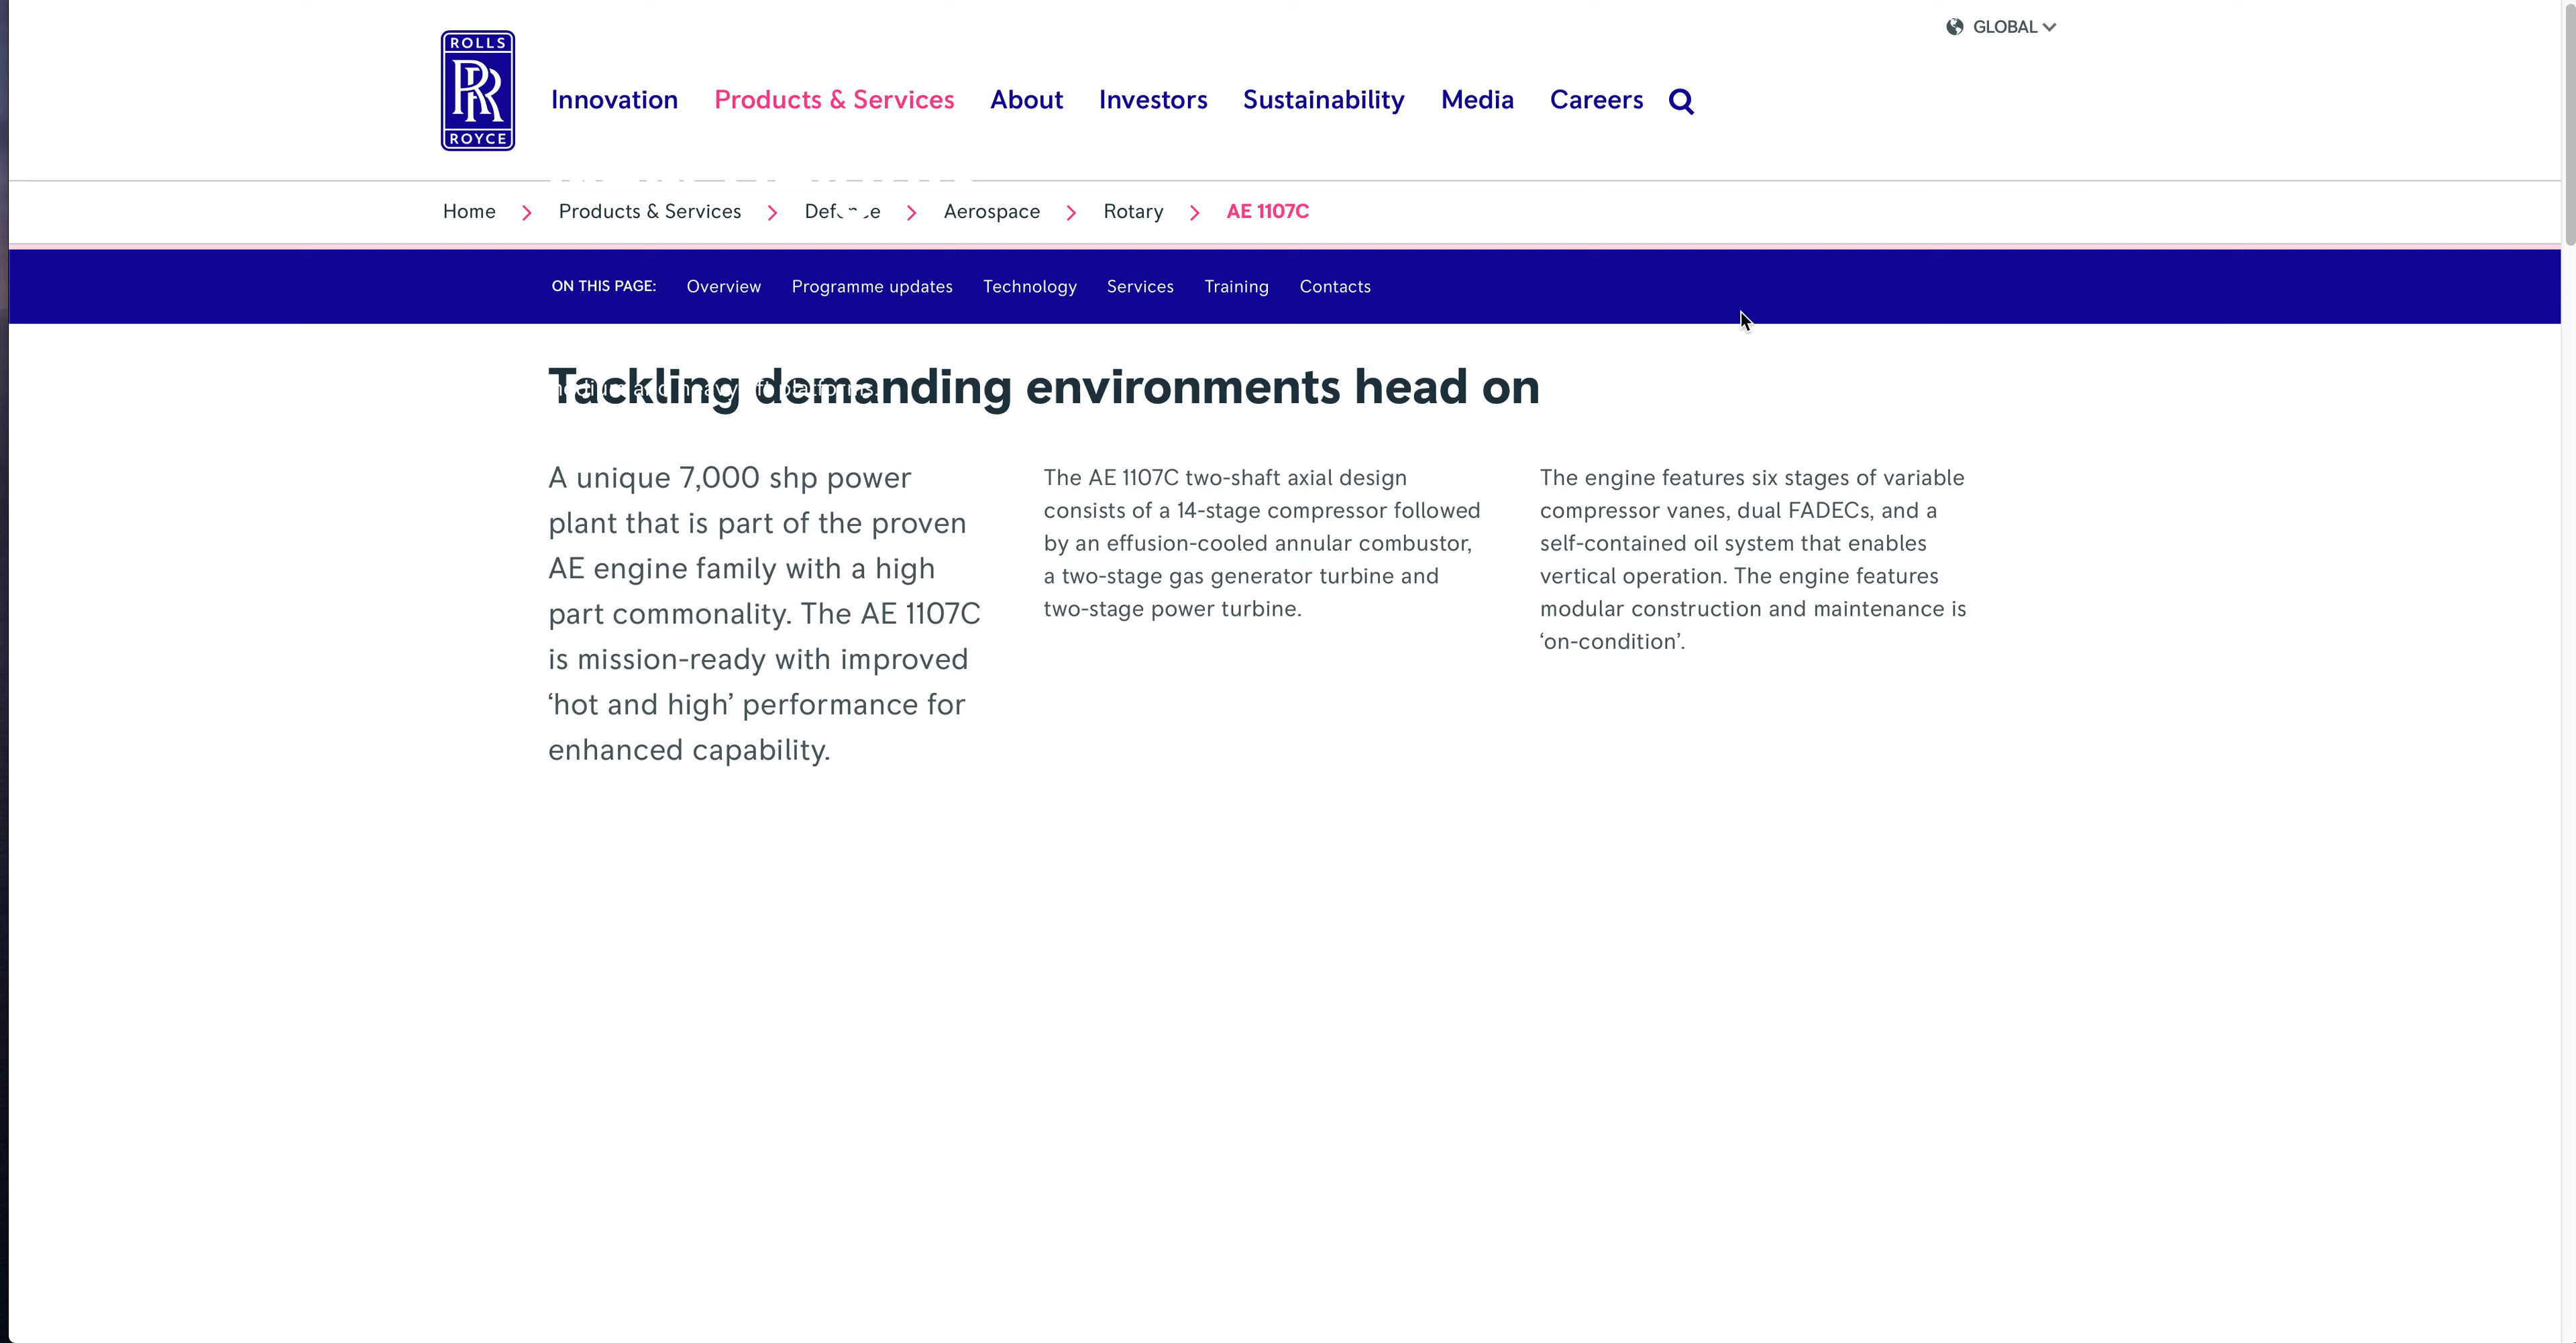 GLOBAL
ROLLS
RR
ROYCE
Innovation Products & Services About Investors Sustainability Media Careers
Home Products & Services Defence Aerospace Rotary AE 1107C
ON THIS PAGE: Overview Programme updates Technology Services Training Contacts
Tackling demanding environments head on
A unique 7,000 shp power
plant that is part of the proven
AE engine family with a high
part commonality. The AE 1107C
is mission-ready with improved
‘hot and high’ performance for
enhanced capability.
The AE 1107C two-shaft axial design
consists of a 14-stage compressor followed
by an effusion-cooled annular combustor,
a two-stage gas generator turbine and
two-stage power turbine.
The engine features six stages of variable
compressor vanes, dual FADECs, and a
self-contained oil system that enables
vertical operation. The engine features
modular construction and maintenance is
‘on-condition’.